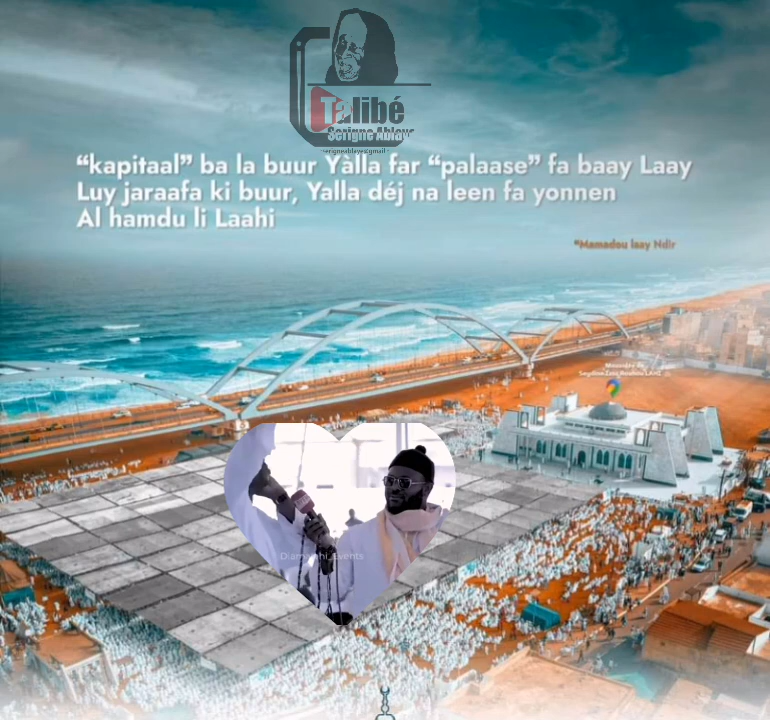 Talibé
Serigne Ablaye
“kapitaal” ba la buur Yàlla far “palaase” fa baay Laay
Luy jaraafa ki buur, Yalla déj na leen fa yonnen
Al hamdu li Laahi
*Mamadou laay Ndir